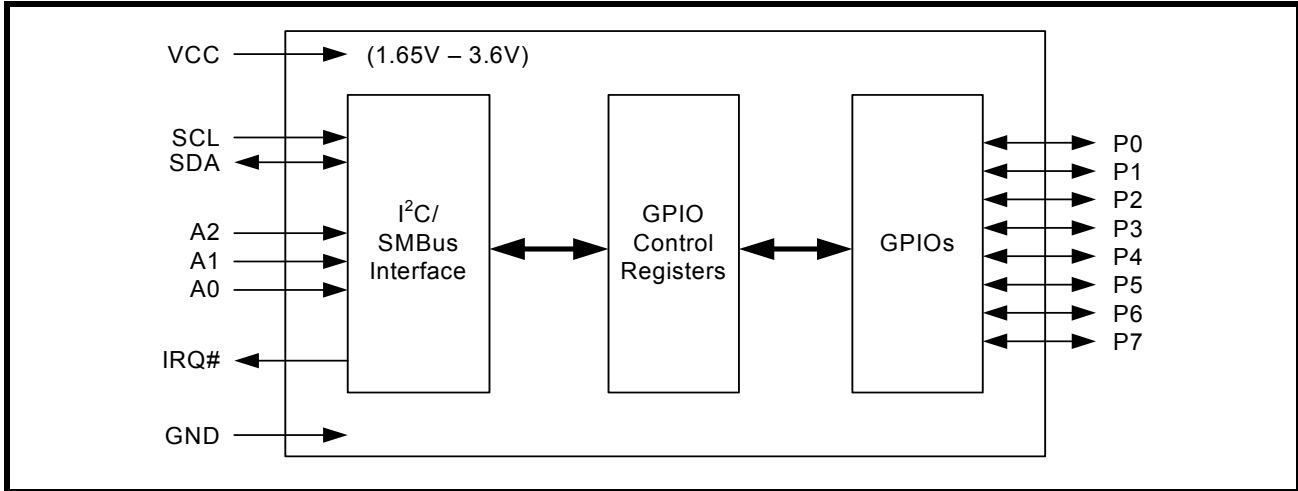 VCC
(1.65V – 3.6V)
SCL
SDA
A2
A1
A0
IRQ#
GND
I²C/
SMBus
Interface
GPIO
Control
Registers
GPIOs
P0
P1
P2
P3
P4
P5
P6
P7